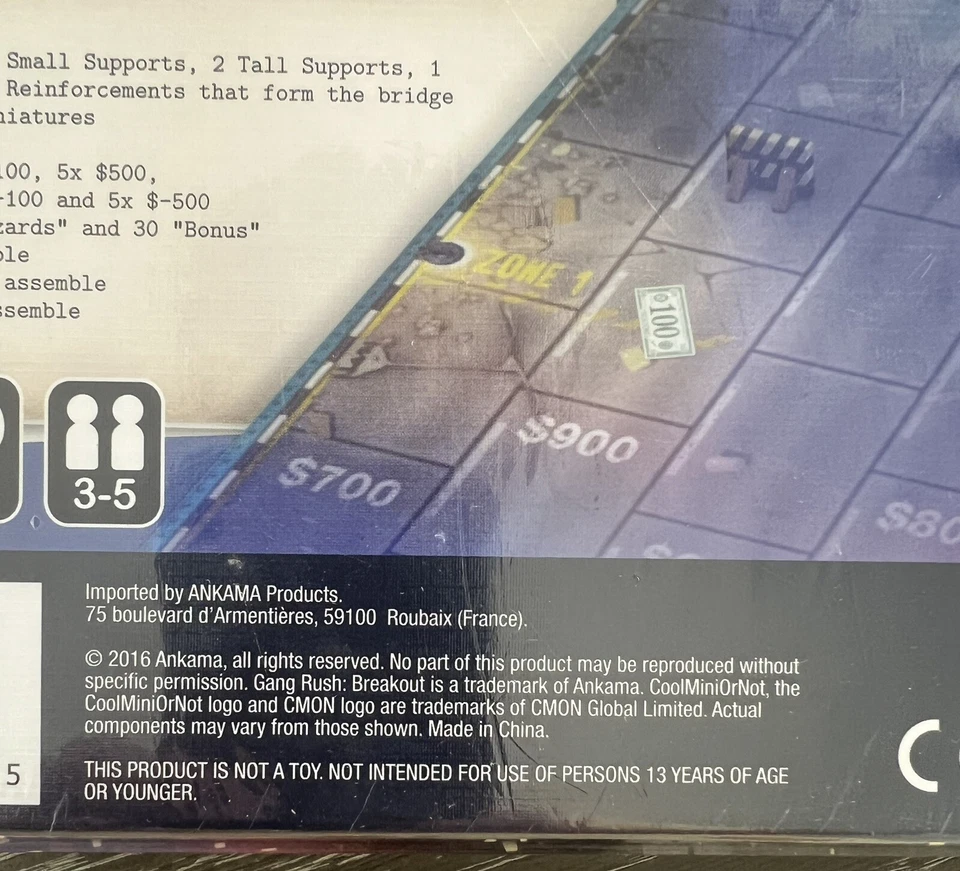 Small Supports, 2 Tall Supports, 1
Reinforcements that form the bridge
niatures
100, 5x $500,
-100 and 5x $-500
zards" and 30 "Bonus"
ble
assemble
ssemble
ZONE 1
100
$900
$700
$80
3-5
Imported by ANKAMA Products.
75 boulevard d'Armentières, 59100 Roubaix (France).
© 2016 Ankama, all rights reserved. No part of this product may be reproduced without
specific permission. Gang Rush: Breakout is a trademark of Ankama. CoolMiniOrNot, the
CoolMiniOrNot logo and CMON logo are trademarks of CMON Global Limited. Actual
components may vary from those shown. Made in China.
5
THIS PRODUCT IS NOT A TOY. NOT INTENDED FOR USE OF PERSONS 13 YEARS OF AGE
OR YOUNGER.